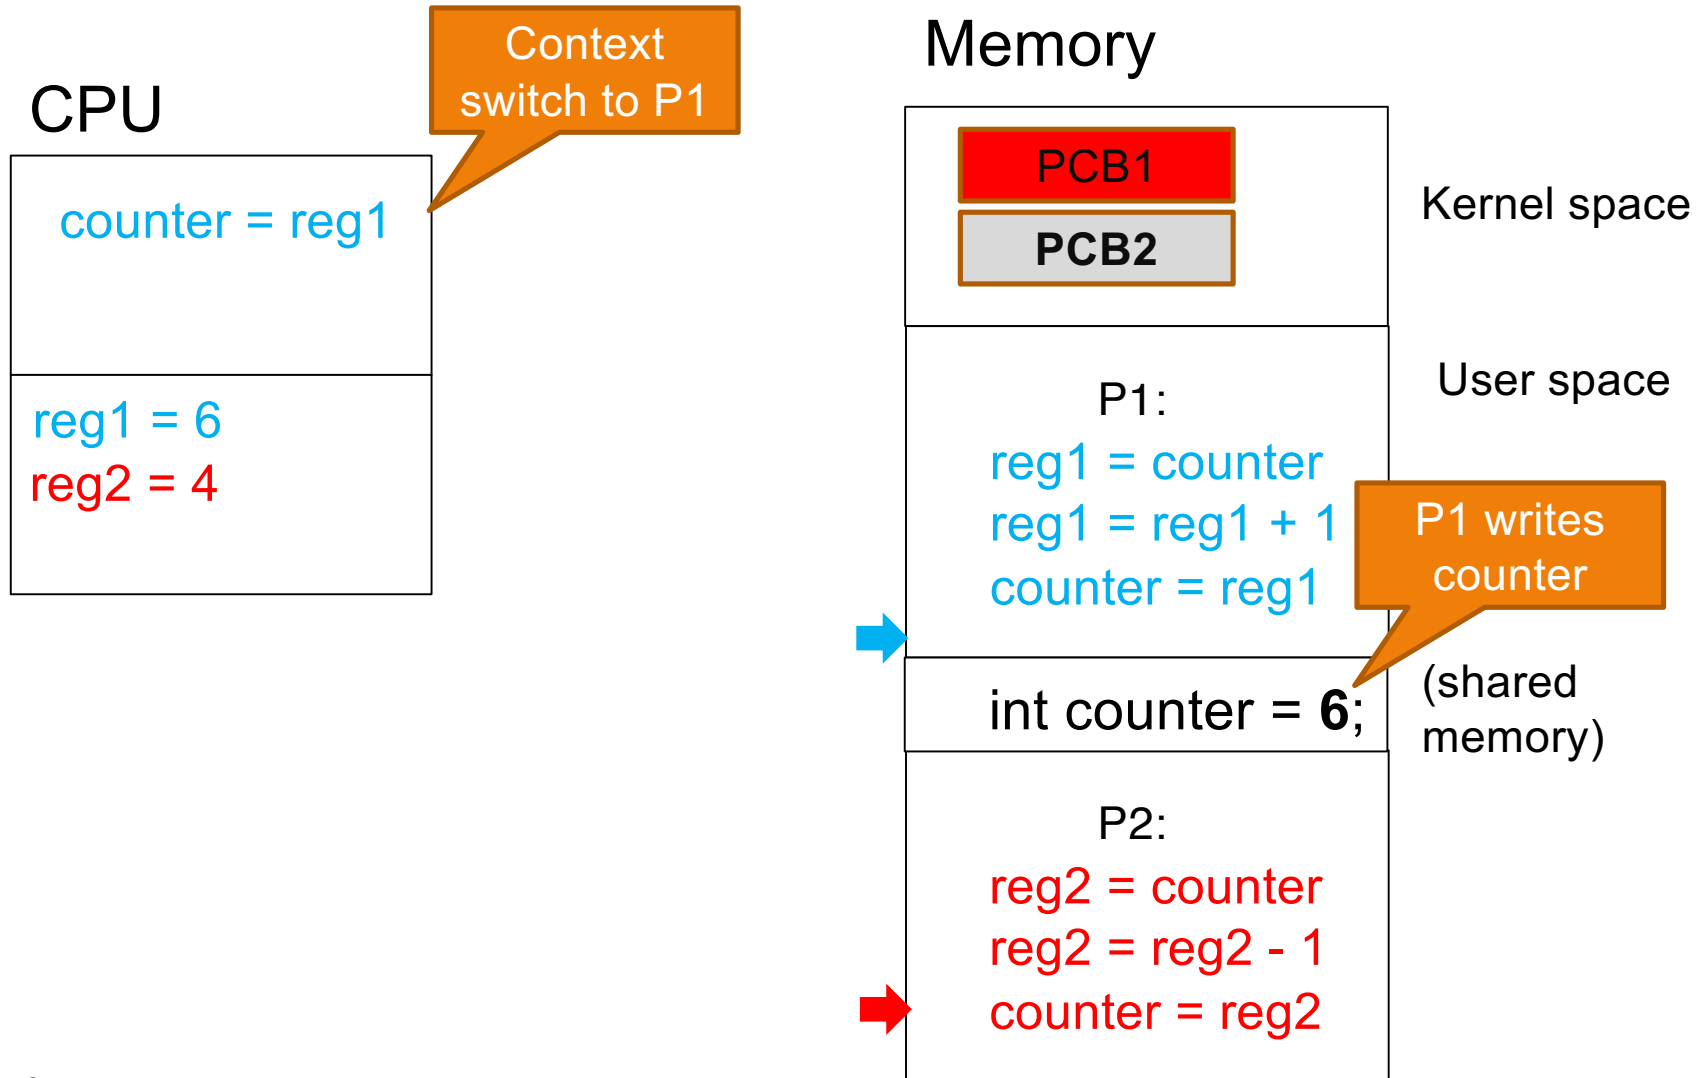 Context
switch to P1
CPU
counter = reg1
reg1 = 6
reg2 = 4
Memory
PCB1
PCB2
Kernel space
User space
P1:
reg1 = counter
reg1 = reg1 + 1
counter = reg1
P1 writes
counter
int counter = 6;
(shared
memory)
P2:
reg2 = counter
reg2 = reg2 - 1
counter = reg2